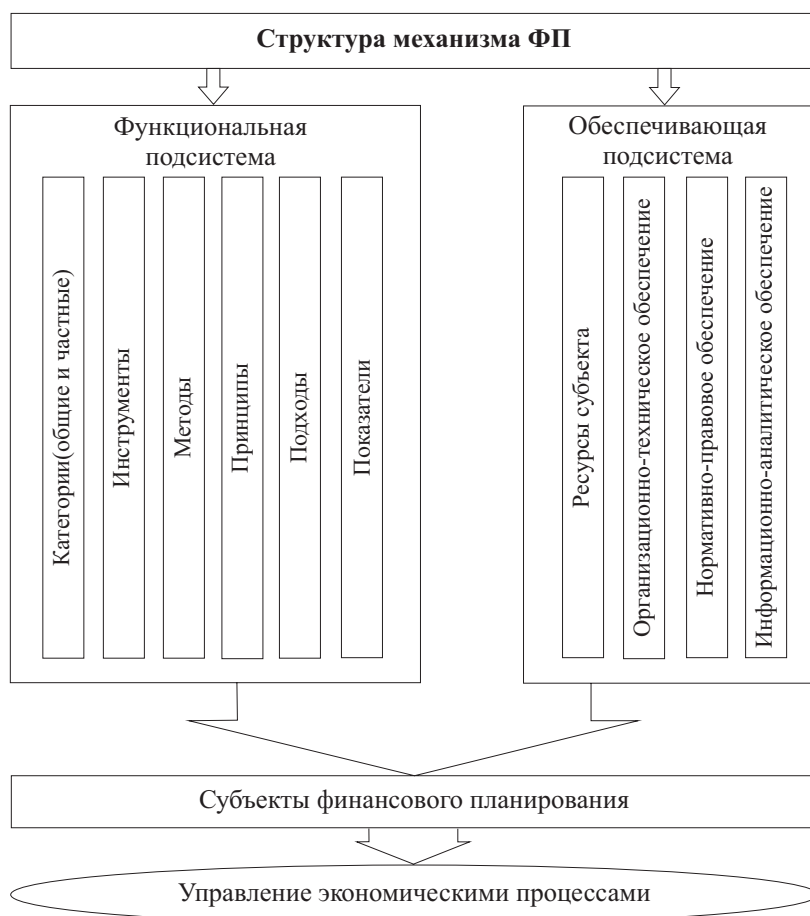 Структура механизма ФП
Функциональная
подсистема
Категории(общие и частные)
Инструменты
Методы
Принципы
Подходы
Показатели
Обеспечивающая
подсистема
Ресурсы субъекта
Организационно-техническое обеспечение
Нормативно-правовое обеспечение
Информационно-аналитическое обеспечение
Субъекты финансового планирования
Управление экономическими процессами